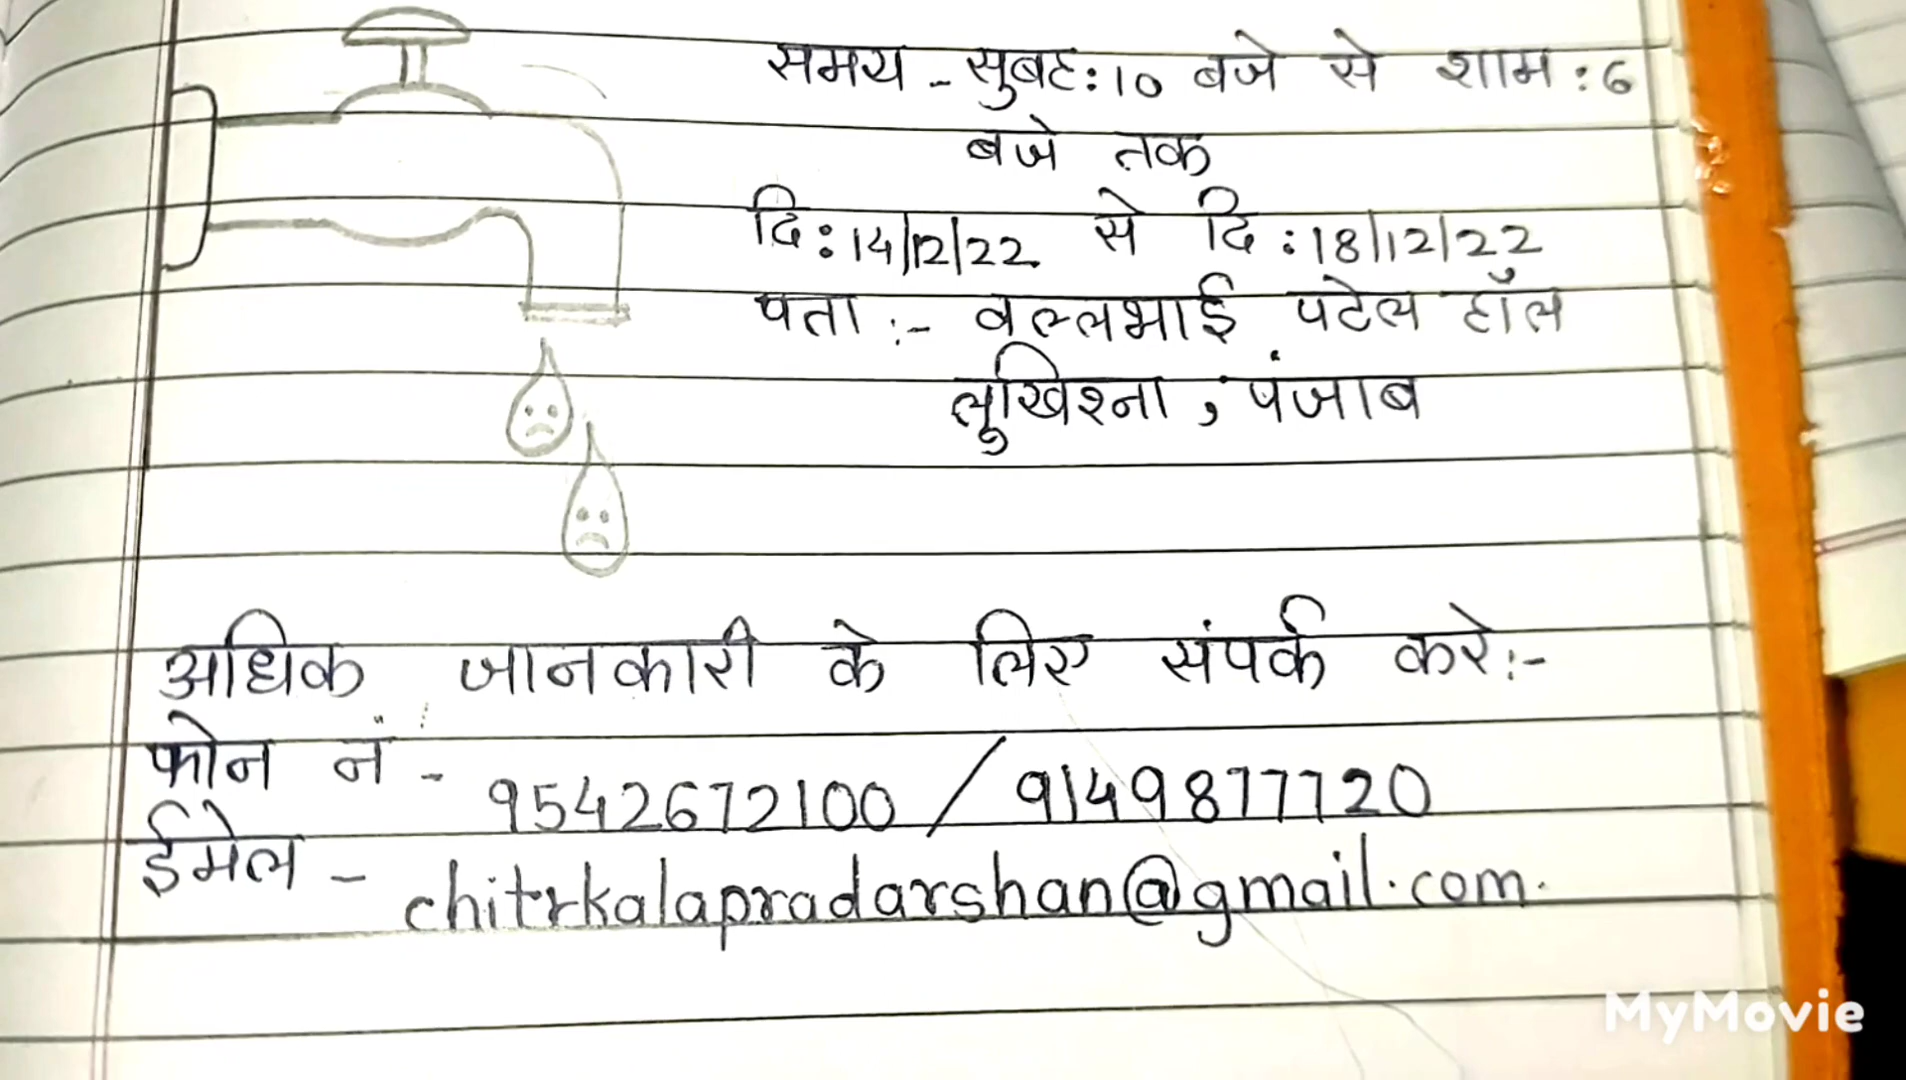 समय - सुबह: 10 बजे से शाम : 6
बजे तक
दि: 14/12/22 से दि : 18/12/22
पता :- वल्लभाई पटेल हॉल
लुखिश्ना, पंजाब
अधिक जानकारी के लिए संपर्क करे:-
फोन नं - 9542672100 / 9149877720
ईमेल - chitrkalapradarshan@gmail.com.
MyMovie